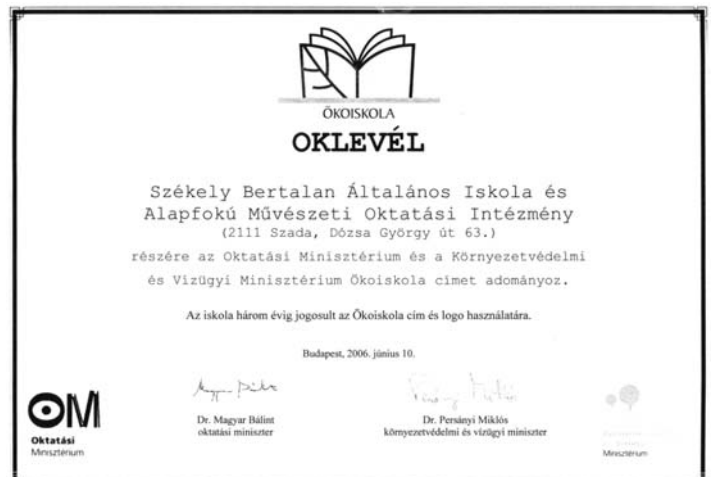 ÖKOISKOLA
OKLEVÉL
Székely Bertalan Általános Iskola és
Alapfokú Művészeti Oktatási Intézmény
(2111 Szada, Dózsa György út 63.)
részére az Oktatási Minisztérium és a Környezetvédelmi
és Vízügyi Minisztérium Ökoiskola címet adományoz.
Az iskola három évig jogosult az Ökoiskola cím és logo használatára.
Budapest, 2006. június 10.
Magyar Bálint
Dr. Magyar Bálint
oktatási miniszter
Dr. Persányi Miklós
környezetvédelmi és vízügyi miniszter
OM
Oktatási
Minisztérium
Minisztérium